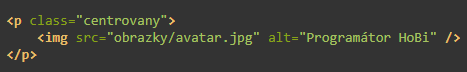 <p class="centrovany">
    <img src="obrazky/avatar.jpg" alt="Programátor HoBi" />
</p>